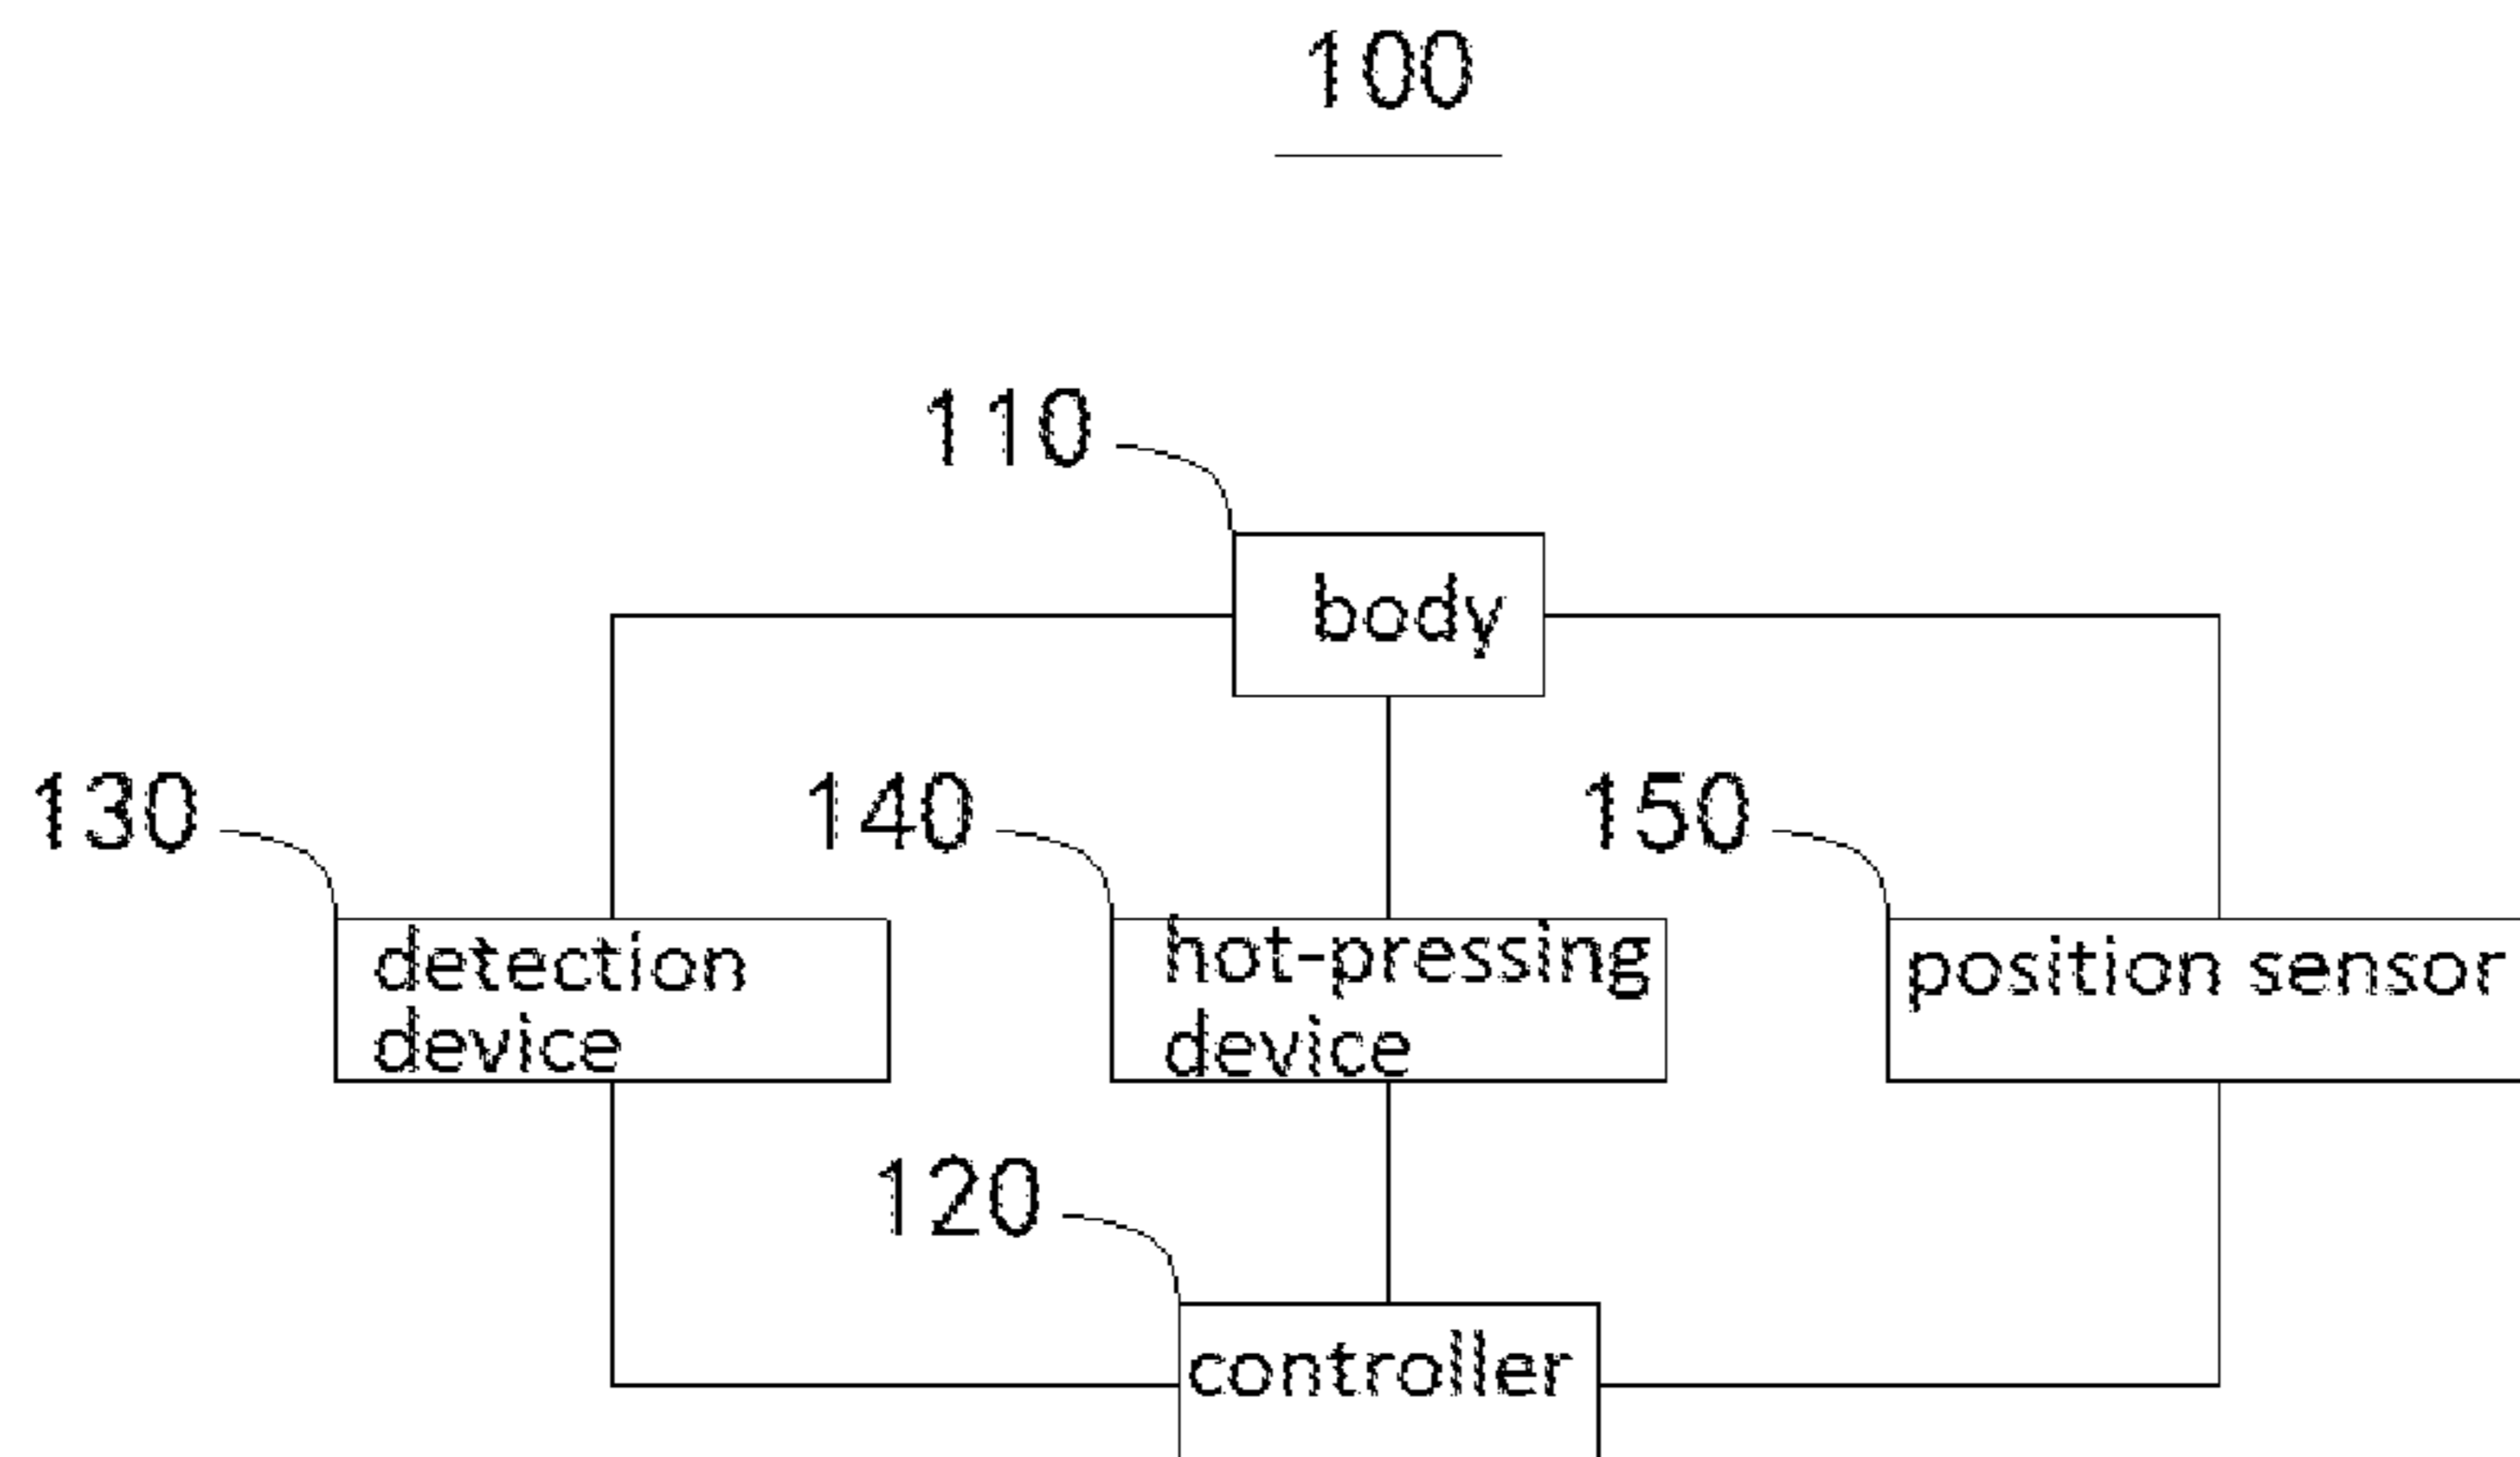 100
110
body
130
140
150
detection
device
hot-pressing
device
position sensor
120
controller